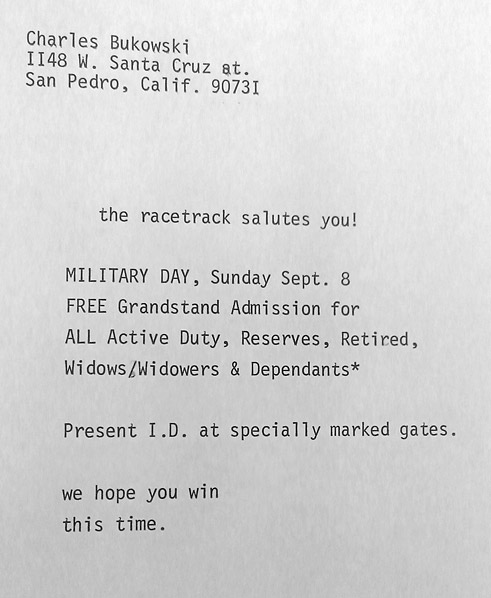 Charles Bukowski
II48 W. Santa Cruz at.
San Pedro, Calif. 9073I
the racetrack salutes you!
MILITARY DAY, Sunday Sept. 8
FREE Grandstand Admission for
ALL Active Duty, Reserves, Retired,
Widows/Widowers & Dependants*
Present I.D. at specially marked gates.
we hope you win
this time.